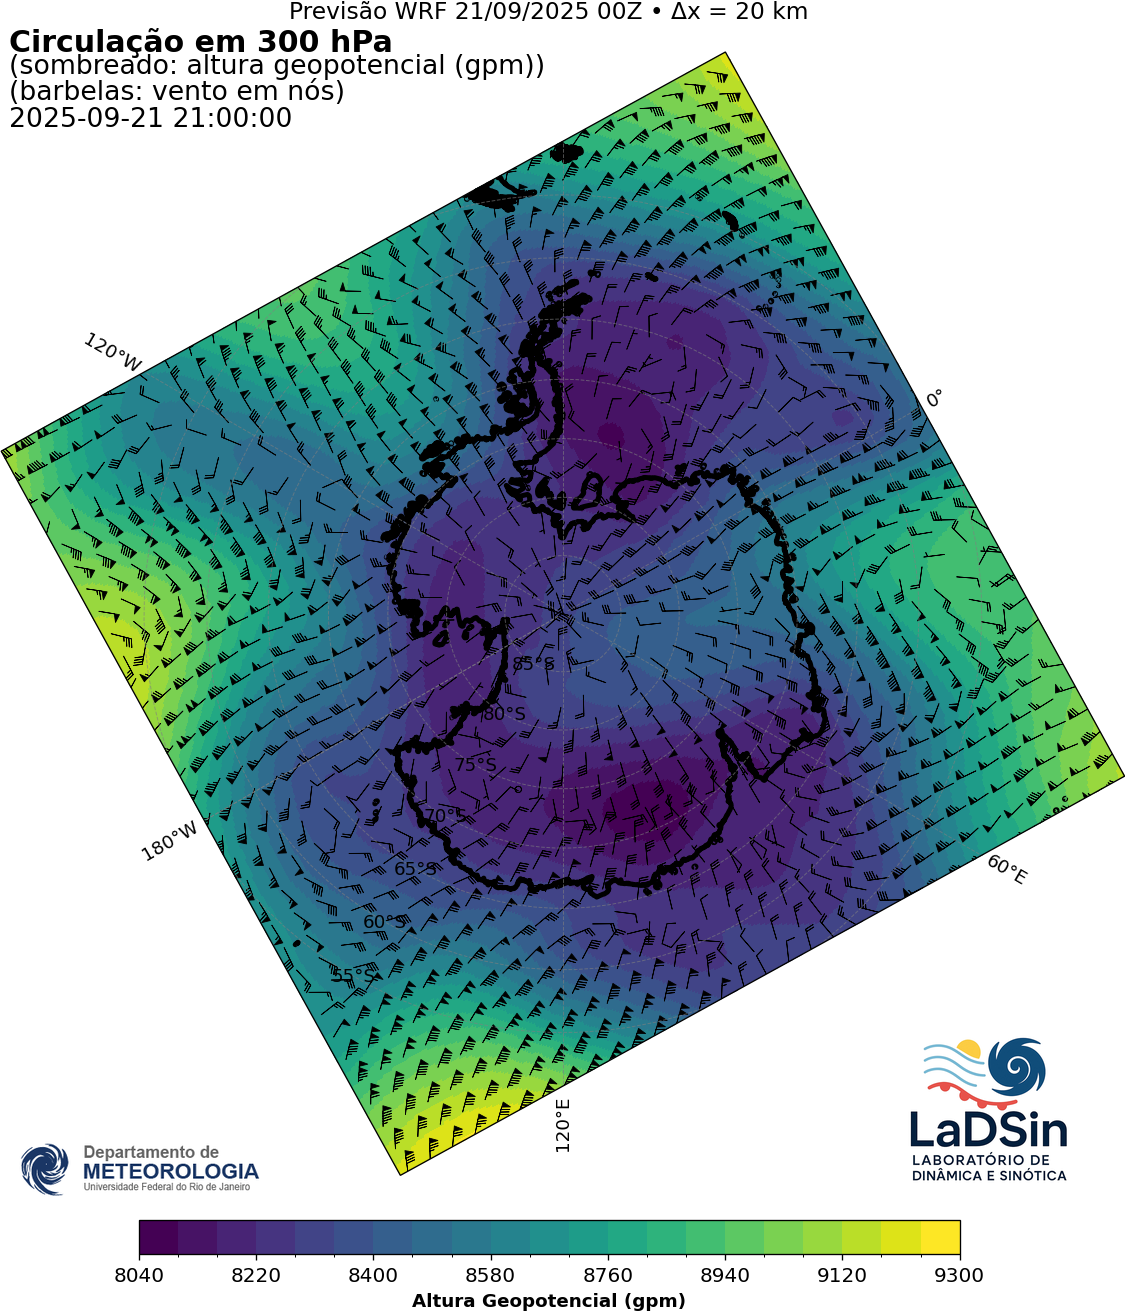 Previsão WRF 21/09/2025 00Z • Δx = 20 km
Circulação em 300 hPa
(sombreado: altura geopotencial (gpm))
(barbelas: vento em nós)
2025-09-21 21:00:00
120°W
0°
85°S
80°S
75°S
70°S
180°W
65°S
60°E
60°S
55°S
120°E
LaDSin
LABORATÓRIO DE
DINÂMICA E SINÓTICA
Departamento de
METEOROLOGIA
Universidade Federal do Rio de Janeiro
8040 8220 8400 8580 8760 8940 9120 9300
Altura Geopotencial (gpm)